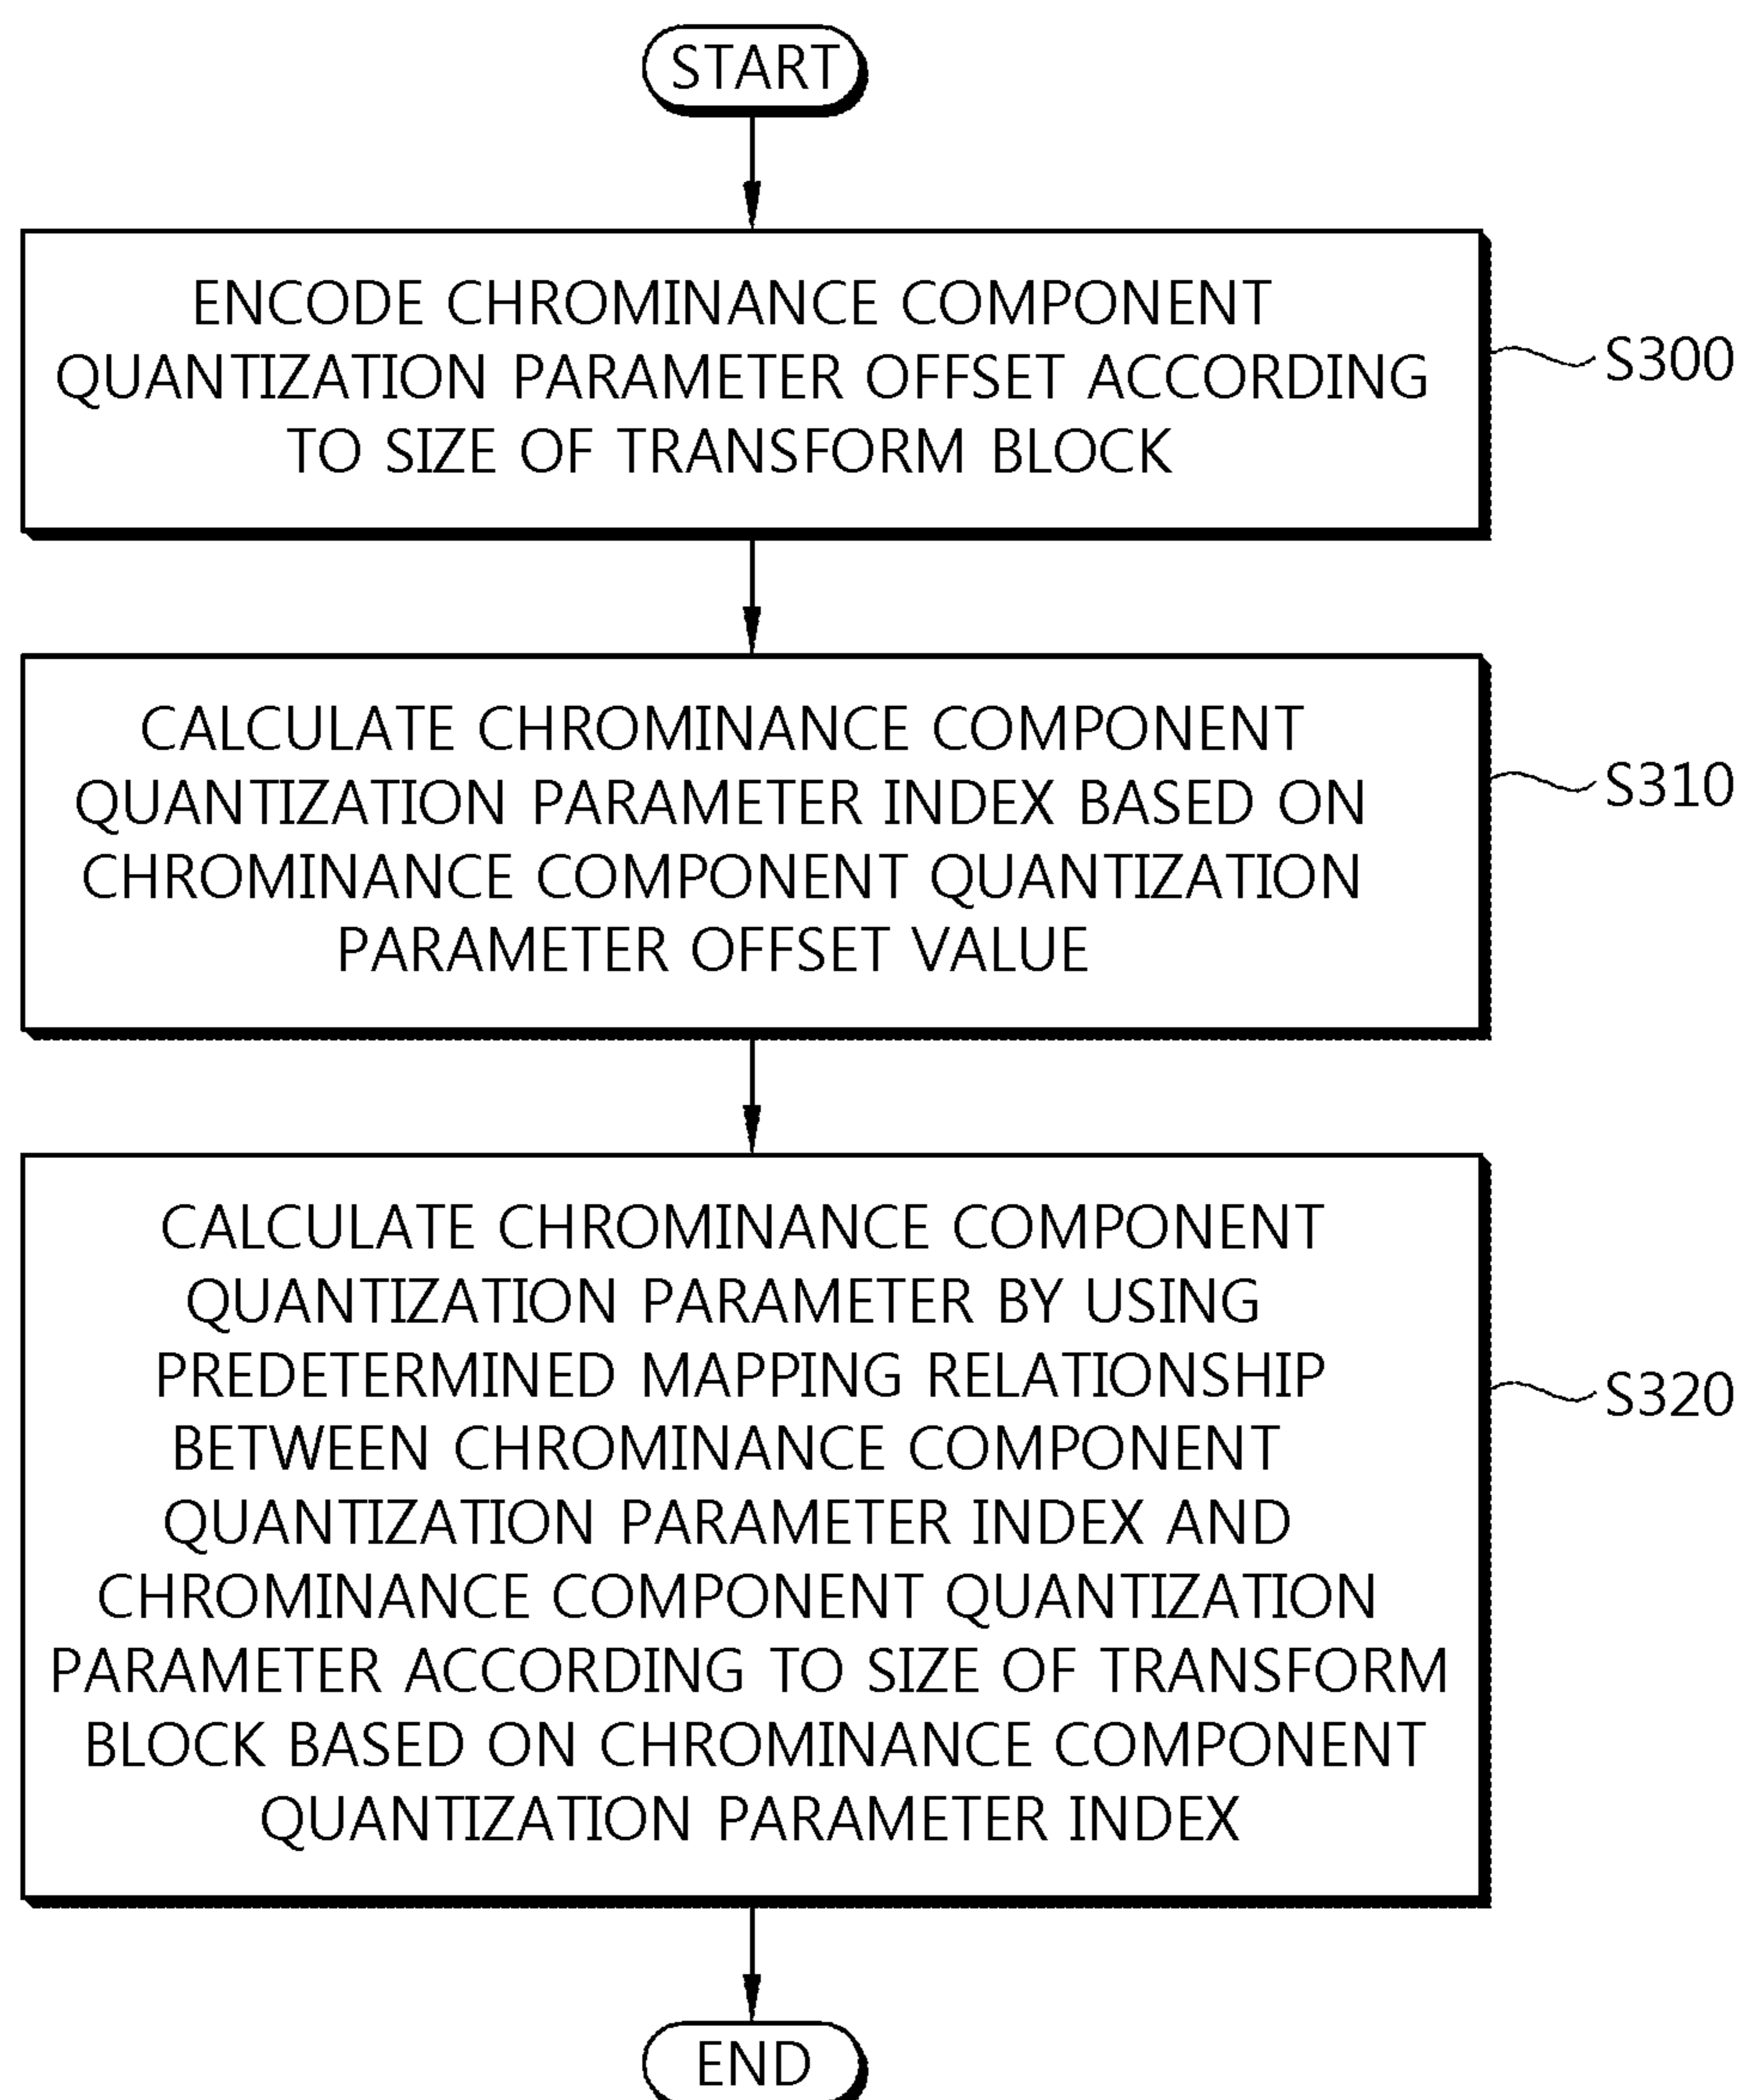 START
ENCODE CHROMINANCE COMPONENT
QUANTIZATION PARAMETER OFFSET ACCORDING
TO SIZE OF TRANSFORM BLOCK
S300
CALCULATE CHROMINANCE COMPONENT
QUANTIZATION PARAMETER INDEX BASED ON
CHROMINANCE COMPONENT QUANTIZATION
PARAMETER OFFSET VALUE
S310
CALCULATE CHROMINANCE COMPONENT
QUANTIZATION PARAMETER BY USING
PREDETERMINED MAPPING RELATIONSHIP
BETWEEN CHROMINANCE COMPONENT
QUANTIZATION PARAMETER INDEX AND
CHROMINANCE COMPONENT QUANTIZATION
PARAMETER ACCORDING TO SIZE OF TRANSFORM
BLOCK BASED ON CHROMINANCE COMPONENT
QUANTIZATION PARAMETER INDEX
S320
END